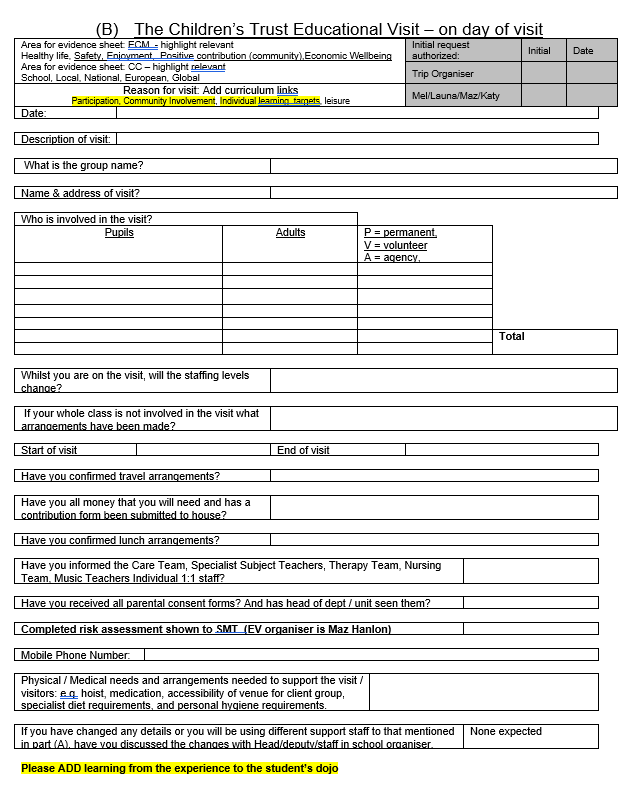 (B) The Children's Trust Educational Visit – on day of visit
Area for evidence sheet: ECM - highlight relevant
Healthy life, Safety, Enjoyment, Positive contribution (community),Economic Wellbeing
Area for evidence sheet: CC – highlight relevant
School, Local, National, European, Global
Initial request
authorized:
Initial
Date
Trip Organiser
Reason for visit: Add curriculum links
Participation, Community Involvement, Individual learning targets, leisure
Mel/Launa/Maz/Katy
Date:
Description of visit:
What is the group name?
Name & address of visit?
Who is involved in the visit?
Pupils
Adults
P = permanent,
V = volunteer
A = agency,
Total
Whilst you are on the visit, will the staffing levels
change?
If your whole class is not involved in the visit what
arrangements have been made?
Start of visit
End of visit
Have you confirmed travel arrangements?
Have you all money that you will need and has a
contribution form been submitted to house?
Have you confirmed lunch arrangements?
Have you informed the Care Team, Specialist Subject Teachers, Therapy Team, Nursing
Team, Music Teachers Individual 1:1 staff?
Have you received all parental consent forms? And has head of dept / unit seen them?
Completed risk assessment shown to SMT (EV organiser is Maz Hanlon)
Mobile Phone Number:
Physical / Medical needs and arrangements needed to support the visit /
visitors: e.g. hoist, medication, accessibility of venue for client group,
specialist diet requirements, and personal hygiene requirements.
If you have changed any details or you will be using different support staff to that mentioned
in part (A), have you discussed the changes with Head/deputy/staff in school organiser.
None expected
Please ADD learning from the experience to the student's dojo